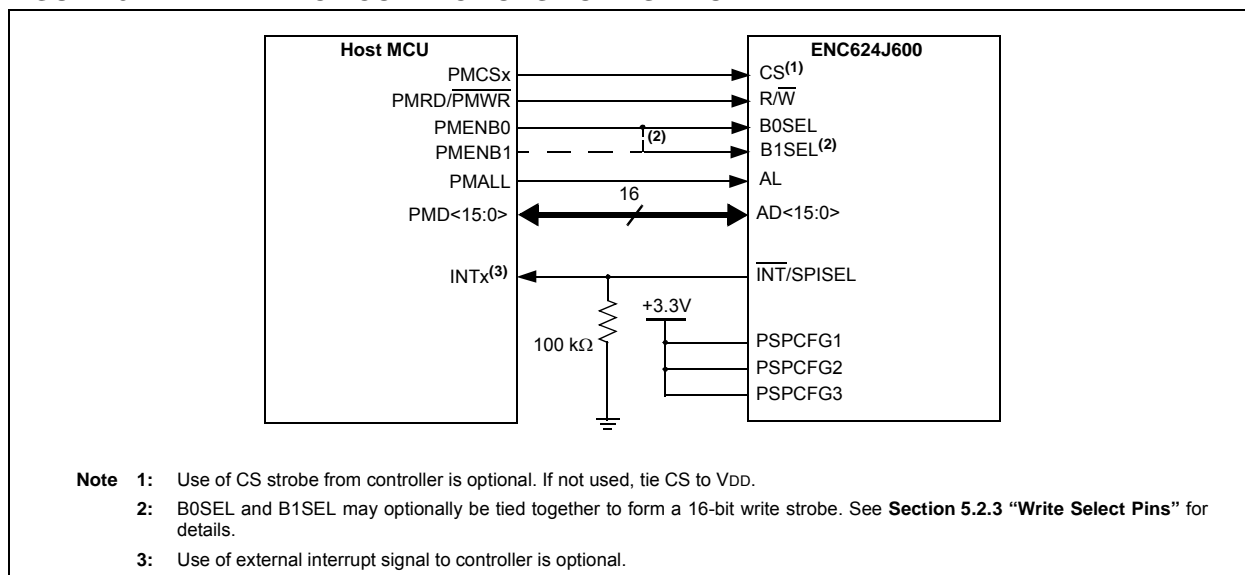 Host MCU
ENC624J600
PMCSx
CS(1)
PMRD/PMWR
R/W
PMENB0
(2)
B0SEL
PMENB1
B1SEL(2)
PMALL
AL
16
PMD<15:0>
AD<15:0>
INTx(3)
INT/SPISEL
+3.3V
100 kΩ
PSPCFG1
PSPCFG2
PSPCFG3
Note 1: Use of CS strobe from controller is optional. If not used, tie CS to VDD.
2: B0SEL and B1SEL may optionally be tied together to form a 16-bit write strobe. See Section 5.2.3 “Write Select Pins” for
details.
3: Use of external interrupt signal to controller is optional.